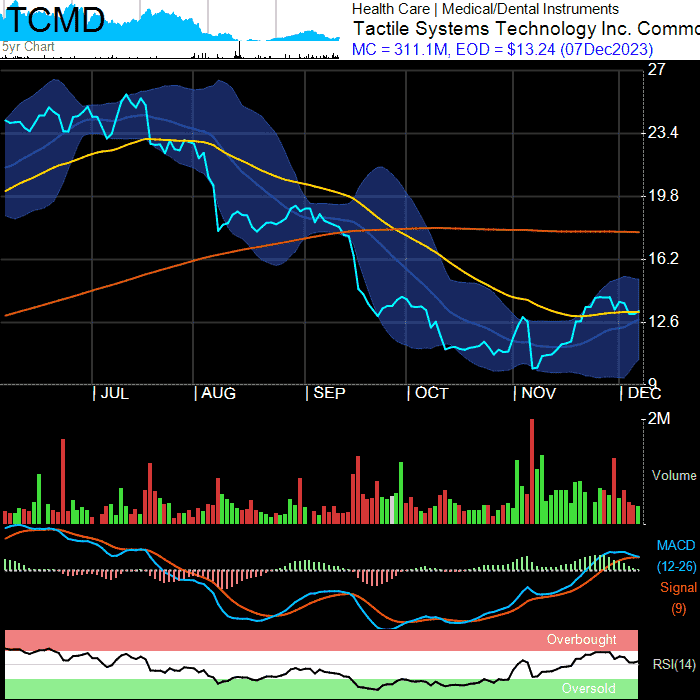 TCMD
5yr Chart
Health Care | Medical/Dental Instruments
Tactile Systems Technology Inc. Commo
MC = 311.1M, EOD = $13.24 (07Dec2023)
27
23.4
19.8
16.2
12.6
9
JUL
AUG
SEP
OCT
NOV
DEC
2M
Volume
MACD
(12-26)
Signal
(9)
Overbought
RSI(14)
Oversold